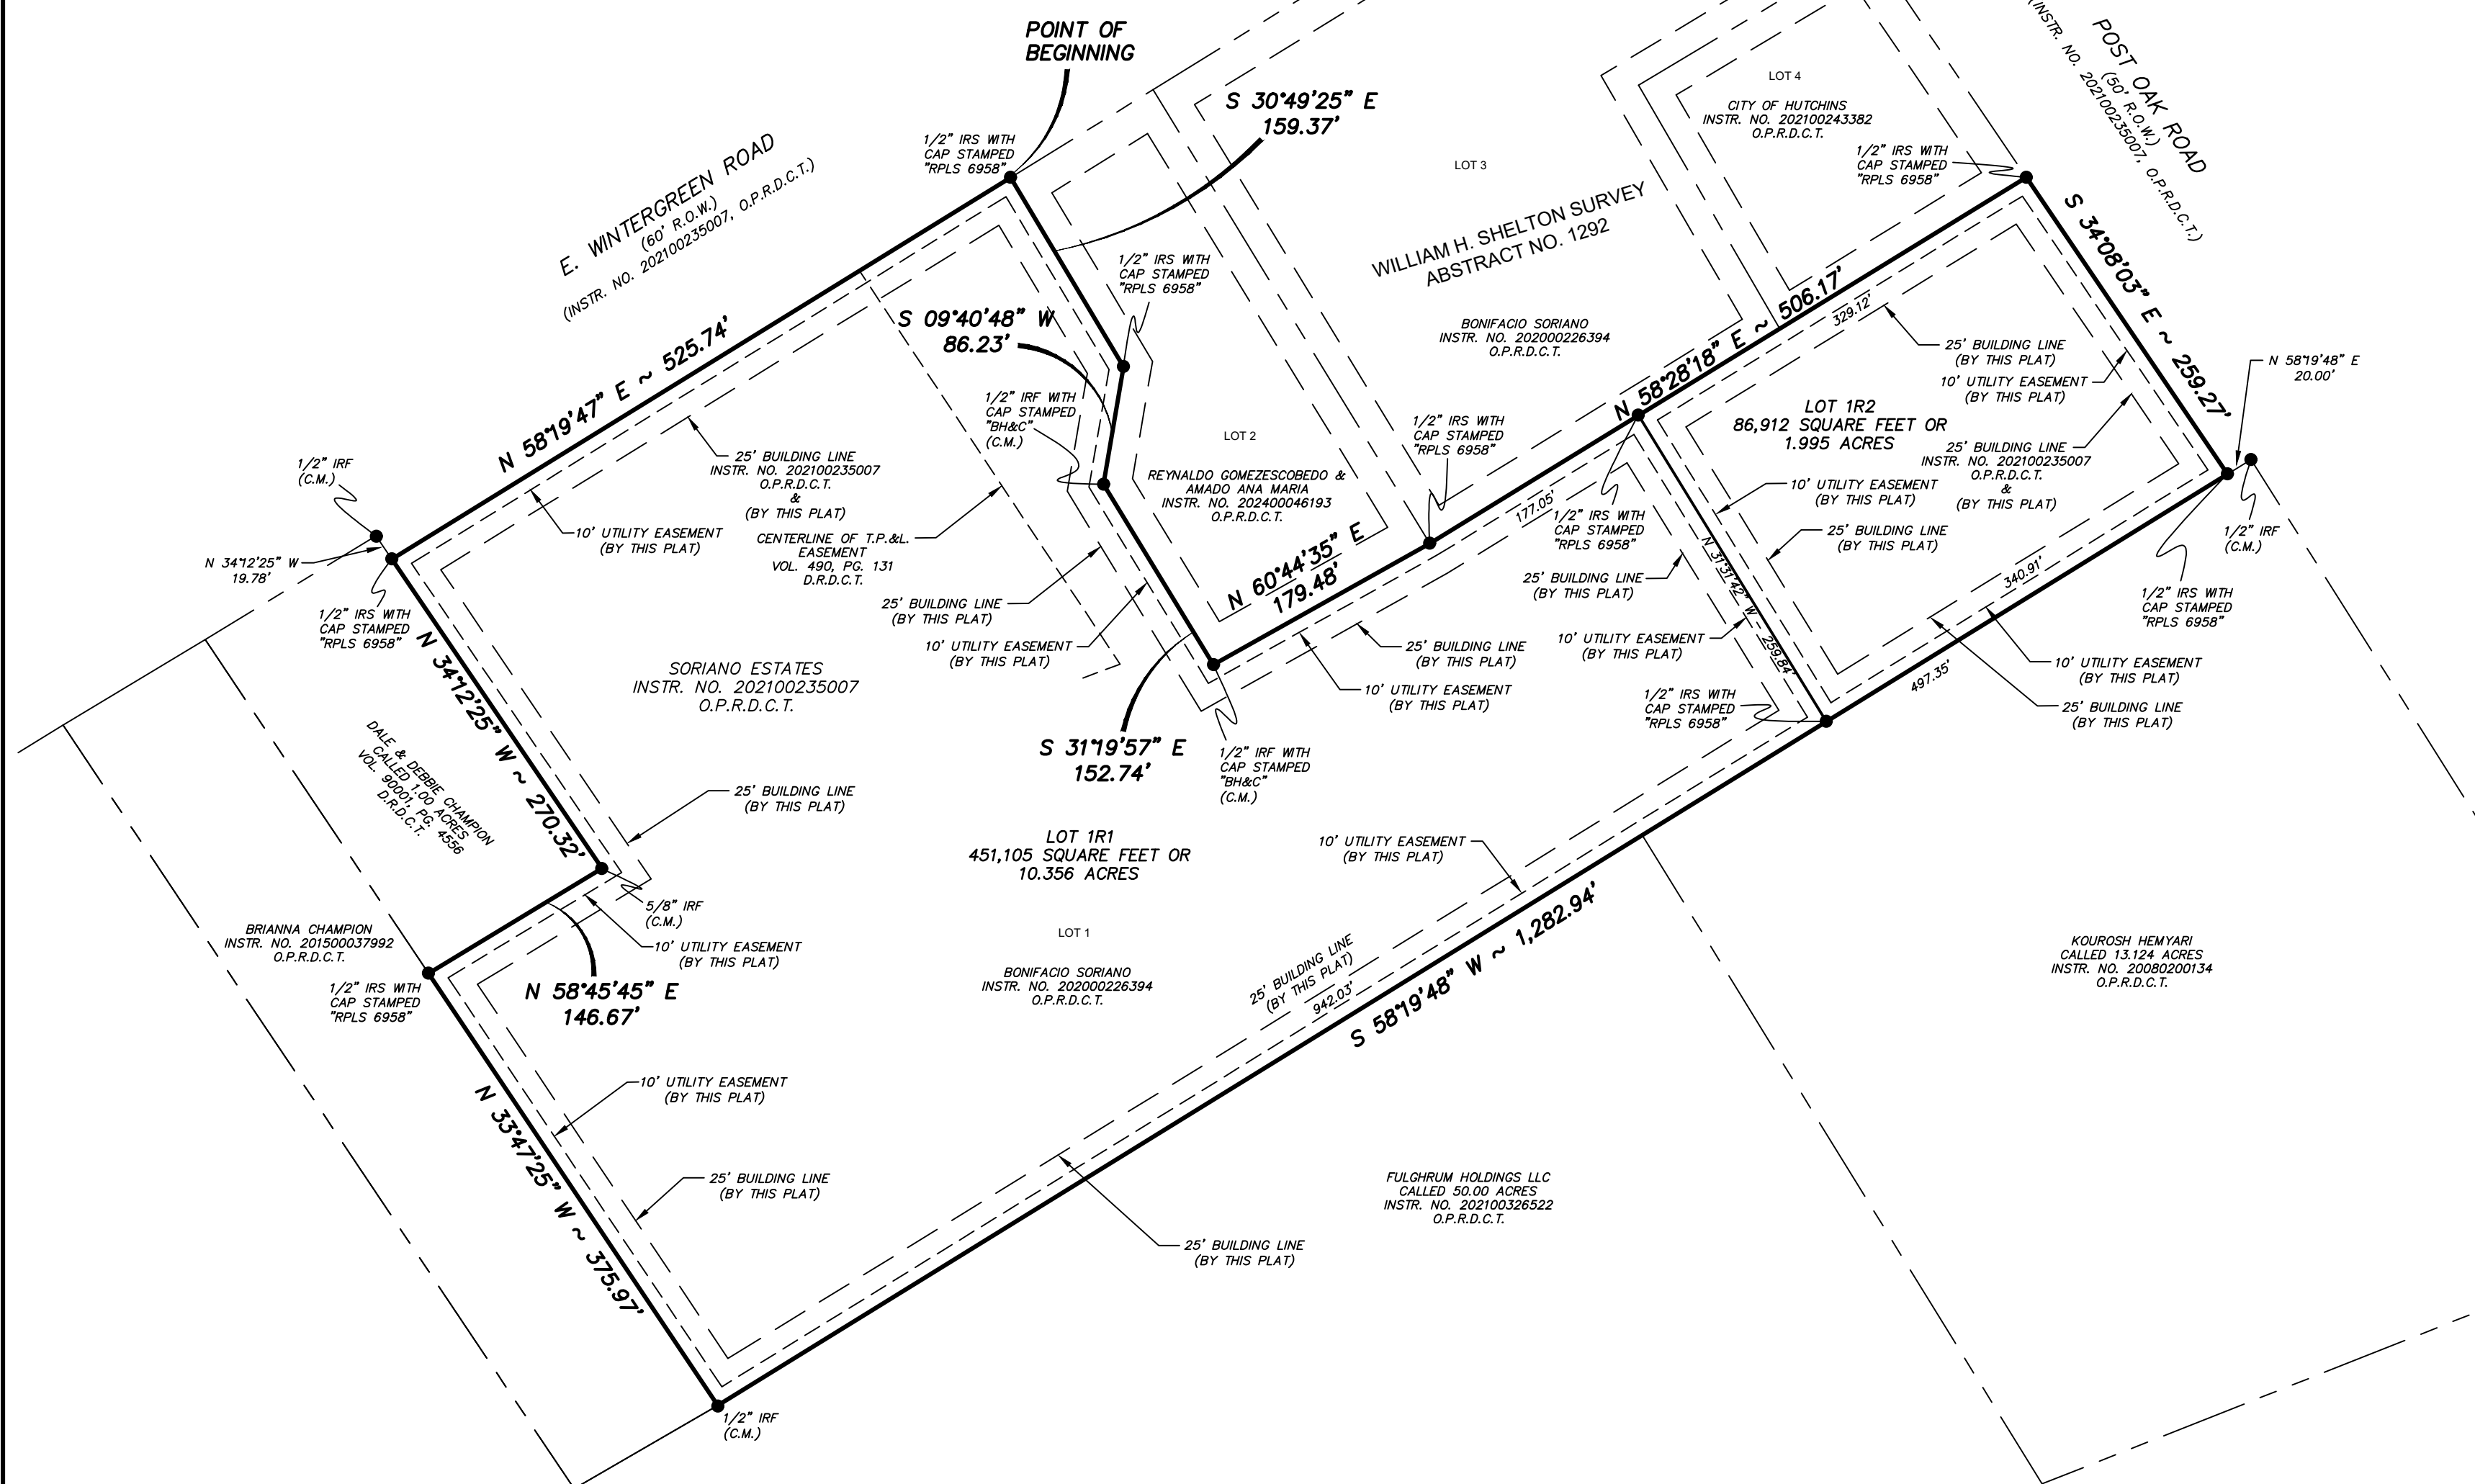 POINT OF
BEGINNING
S 30°49'25" E
159.37'
1/2" IRS WITH
CAP STAMPED
"RPLS 6958"
E. WINTERGREEN ROAD
(60' R.O.W.)
(INSTR. NO. 202100235007, O.P.R.D.C.T.)
LOT 4
CITY OF HUTCHINS
INSTR. NO. 202100243382
O.P.R.D.C.T.
POST OAK ROAD
(50' R.O.W.)
(INSTR. NO. 202100235007, O.P.R.D.C.T.)
1/2" IRS WITH
CAP STAMPED
"RPLS 6958"
LOT 3
WILLIAM H. SHELTON SURVEY
ABSTRACT NO. 1292
S 34°08'03" E ~ 259.27'
1/2" IRS WITH
CAP STAMPED
"RPLS 6958"
S 09°40'48" W
86.23'
N 58°19'47" E ~ 525.74'
BONIFACIO SORIANO
INSTR. NO. 202000226394
O.P.R.D.C.T.
N 58°28'18" E ~ 506.17'
329.12'
25' BUILDING LINE
(BY THIS PLAT)
10' UTILITY EASEMENT
(BY THIS PLAT)
N 58°19'48" E
20.00'
1/2" IRF WITH
CAP STAMPED
"BH&C"
(C.M.)
LOT 2
1/2" IRS WITH
CAP STAMPED
"RPLS 6958"
LOT 1R2
86,912 SQUARE FEET OR
1.995 ACRES
25' BUILDING LINE
INSTR. NO. 202100235007
O.P.R.D.C.T.
&
(BY THIS PLAT)
1/2" IRF
(C.M.)
25' BUILDING LINE
INSTR. NO. 202100235007
O.P.R.D.C.T.
&
(BY THIS PLAT)
REYNALDO GOMEZESCOBEDO &
AMADO ANA MARIA
INSTR. NO. 202400046193
O.P.R.D.C.T.
10' UTILITY EASEMENT
(BY THIS PLAT)
177.05'
1/2" IRS WITH
CAP STAMPED
"RPLS 6958"
25' BUILDING LINE
(BY THIS PLAT)
1/2" IRF
(C.M.)
10' UTILITY EASEMENT
(BY THIS PLAT)
CENTERLINE OF T.P.&L.
EASEMENT
VOL. 490, PG. 131
D.R.D.C.T.
N 34°12'25" W
19.78'
N 60°44'35" E
179.48'
25' BUILDING LINE
(BY THIS PLAT)
N 31°31'42" W
259.84'
340.91'
1/2" IRS WITH
CAP STAMPED
"RPLS 6958"
1/2" IRS WITH
CAP STAMPED
"RPLS 6958"
25' BUILDING LINE
(BY THIS PLAT)
10' UTILITY EASEMENT
(BY THIS PLAT)
25' BUILDING LINE
(BY THIS PLAT)
10' UTILITY EASEMENT
(BY THIS PLAT)
N 34°12'25" W ~ 270.32'
SORIANO ESTATES
INSTR. NO. 202100235007
O.P.R.D.C.T.
10' UTILITY EASEMENT
(BY THIS PLAT)
1/2" IRS WITH
CAP STAMPED
"RPLS 6958"
497.35'
10' UTILITY EASEMENT
(BY THIS PLAT)
25' BUILDING LINE
(BY THIS PLAT)
DALE & DEBBIE CHAMPION
CALLED 1.00 ACRES
VOL. 90001, PG. 4556
D.R.D.C.T.
S 31°19'57" E
152.74'
1/2" IRF WITH
CAP STAMPED
"BH&C"
(C.M.)
25' BUILDING LINE
(BY THIS PLAT)
LOT 1R1
451,105 SQUARE FEET OR
10.356 ACRES
10' UTILITY EASEMENT
(BY THIS PLAT)
5/8" IRF
(C.M.)
BRIANNA CHAMPION
INSTR. NO. 201500037992
O.P.R.D.C.T.
10' UTILITY EASEMENT
(BY THIS PLAT)
LOT 1
BONIFACIO SORIANO
INSTR. NO. 202000226394
O.P.R.D.C.T.
25' BUILDING LINE
(BY THIS PLAT)
942.03'
S 58°19'48" W ~ 1,282.94'
KOUROSH HEMYARI
CALLED 13.124 ACRES
INSTR. NO. 20080200134
O.P.R.D.C.T.
1/2" IRS WITH
CAP STAMPED
"RPLS 6958"
N 58°45'45" E
146.67'
10' UTILITY EASEMENT
(BY THIS PLAT)
N 33°47'25" W ~ 375.97'
25' BUILDING LINE
(BY THIS PLAT)
FULGHRUM HOLDINGS LLC
CALLED 50.00 ACRES
INSTR. NO. 202100326522
O.P.R.D.C.T.
25' BUILDING LINE
(BY THIS PLAT)
1/2" IRF
(C.M.)